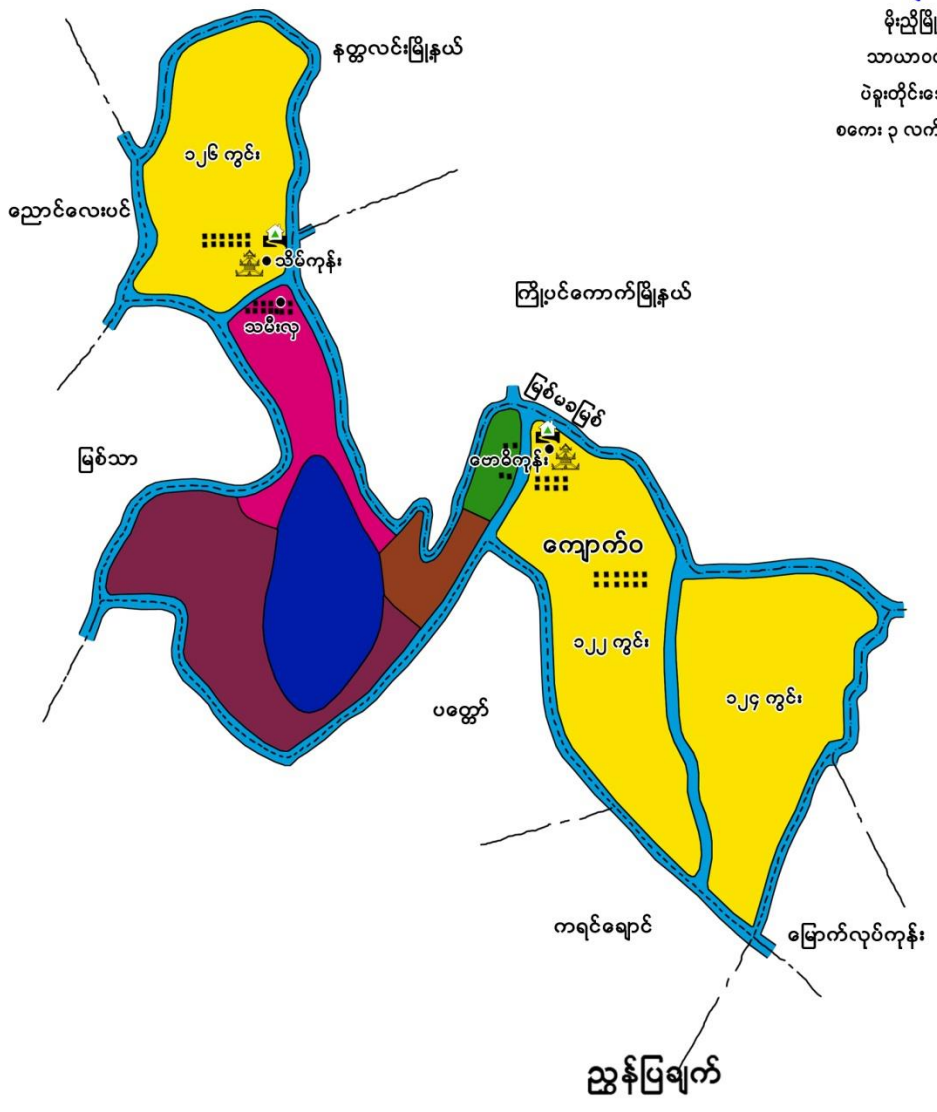 မိုးညိုမြို့
သာယာဝ
ပဲခူးတိုင်း
စကေး ၃ လက်
နတ္တလင်းမြို့နယ်
၁၂၆ ကွင်း
ညောင်လေးပင်
သိမ်ကုန်း
သမီးလှ
ကြို့ပင်ကောက်မြို့နယ်
မြစ်မခမြစ်
မြစ်သာ
ဗောဓိကုန်း
ကျောက်ဝ
၁၂၂ ကွင်း
၁၂၄ ကွင်း
ပတ္တော်
ကရင်ချောင်
မြောက်လုပ်ကုန်း
ညွှန်ပြချက်